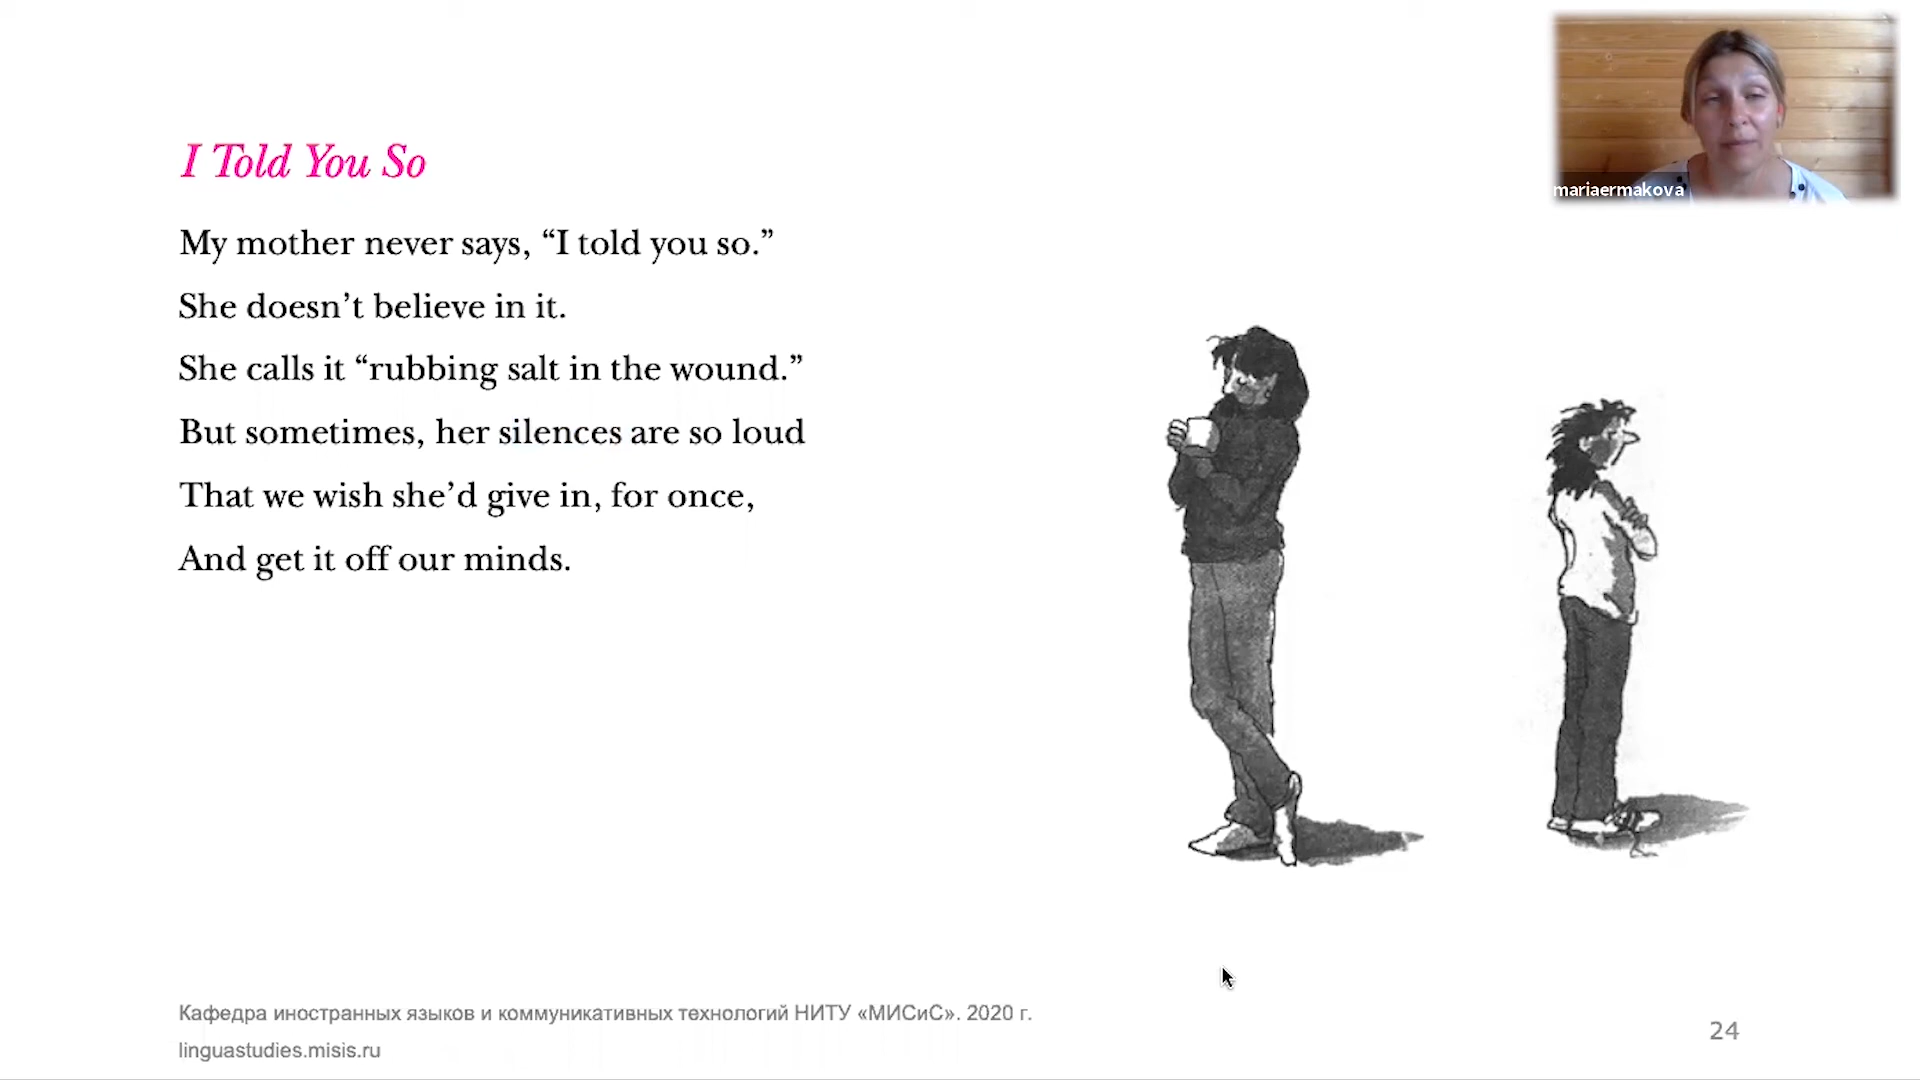 mariaermakova
I Told You So
My mother never says, “I told you so.”
She doesn’t believe in it.
She calls it “rubbing salt in the wound.”
But sometimes, her silences are so loud
That we wish she’d give in, for once,
And get it off our minds.
Кафедра иностранных языков и коммуникативных технологий НИТУ «МИСиС». 2020 г.
linguastudies.misis.ru
24